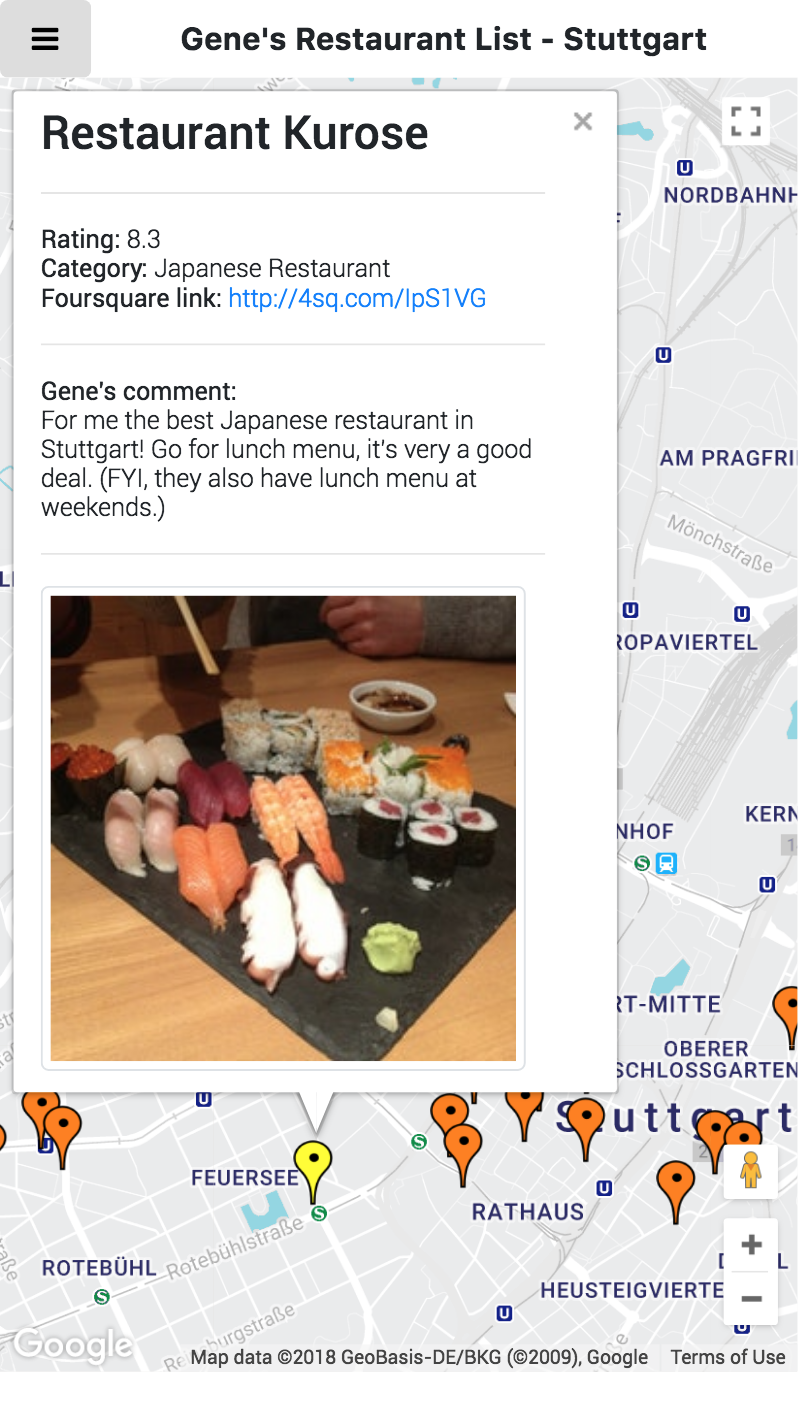 Gene's Restaurant List - Stuttgart
Restaurant Kurose
×
Rating: 8.3
Category: Japanese Restaurant
Foursquare link: http://4sq.com/IpS1VG
Gene's comment:
For me the best Japanese restaurant in
Stuttgart! Go for lunch menu, it's very a good
deal. (FYI, they also have lunch menu at
weekends.)
U
NORDBAHNH
U
AM PRAGFRI
Mönchstraße
U
U
ROPAVIERTEL
KERN
NHOF
S
1
U
RT-MITTE
OBERER
SCHLOSSGARTEN
U
Stuttgart
S
U
2
FEUERSEE
S
U
RATHAUS
Rotebühlstraße
ROTEBÜHL
S
+
HEUSTEIGVIERTE
−
U
U
Google
burgstraße
Map data ©2018 GeoBasis-DE/BKG (©2009), Google
Terms of Use